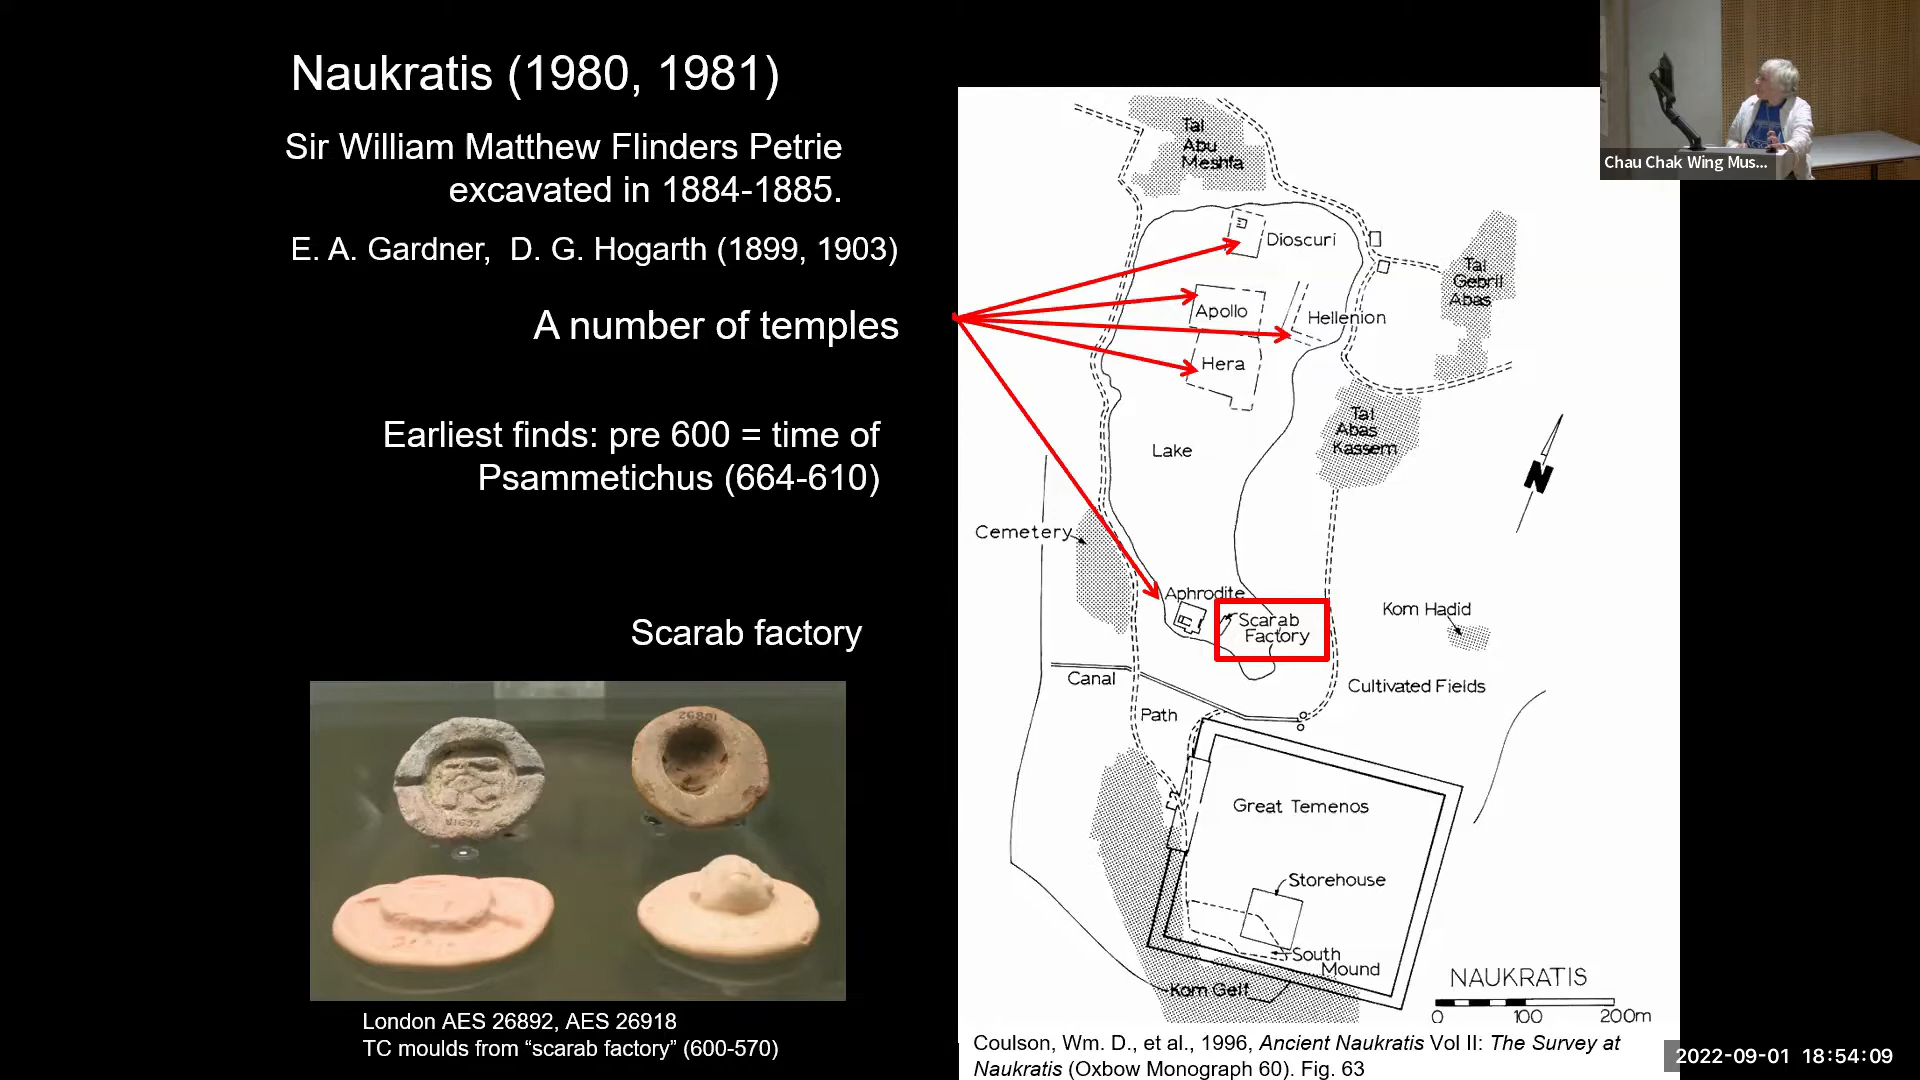 Naukratis (1980, 1981)
Sir William Matthew Flinders Petrie
excavated in 1884-1885.
E. A. Gardner,  D. G. Hogarth (1899, 1903)
A number of temples
Earliest finds: pre 600 = time of
Psammetichus (664-610)
Scarab factory
26801
London AES 26892, AES 26918
TC moulds from “scarab factory” (600-570)
Tal
Abu
Meshfa
Dioscuri
Tal
Gebril
Abas
Apollo
Hellenion
Hera
Tal
Abas
Kassem
Lake
N
Cemetery
Aphrodite
Scarab
Factory
Kom Hadid
Canal
Cultivated Fields
Path
Great Temenos
Storehouse
South
Mound
Kom Geif
NAUKRATIS
0 100 200m
Coulson, Wm. D., et al., 1996, Ancient Naukratis Vol II: The Survey at
Naukratis (Oxbow Monograph 60). Fig. 63
Chau Chak Wing Mus...
2022-09-01 18:54:09